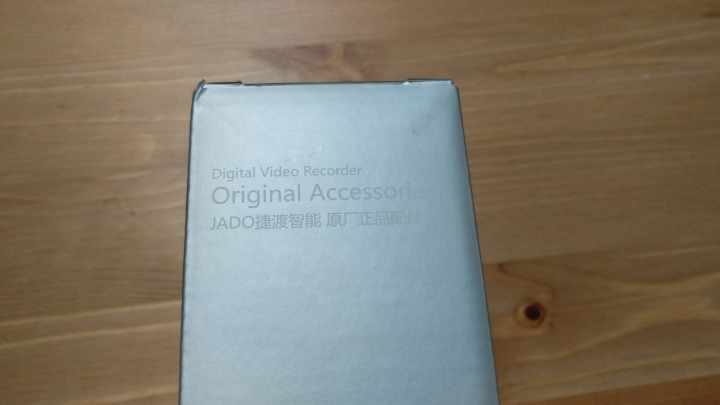 Digital Video Recorder
Original Accessories
JADO捷渡智能 原厂正品配件